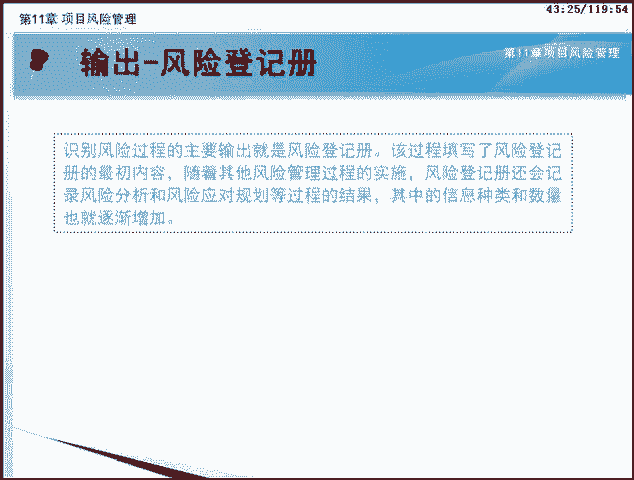 第11章 项目风险管理
43:25/119:54
输出-风险登记册
第11章项目风险管理
识别风险过程的主要输出就是风险登记册。该过程填写了风险登记
册的最初内容，随着其他风险管理过程的实施，风险登记册还会记
录风险分析和风险应对规划等过程的结果，其中的信息种类和数量
也就逐渐增加。